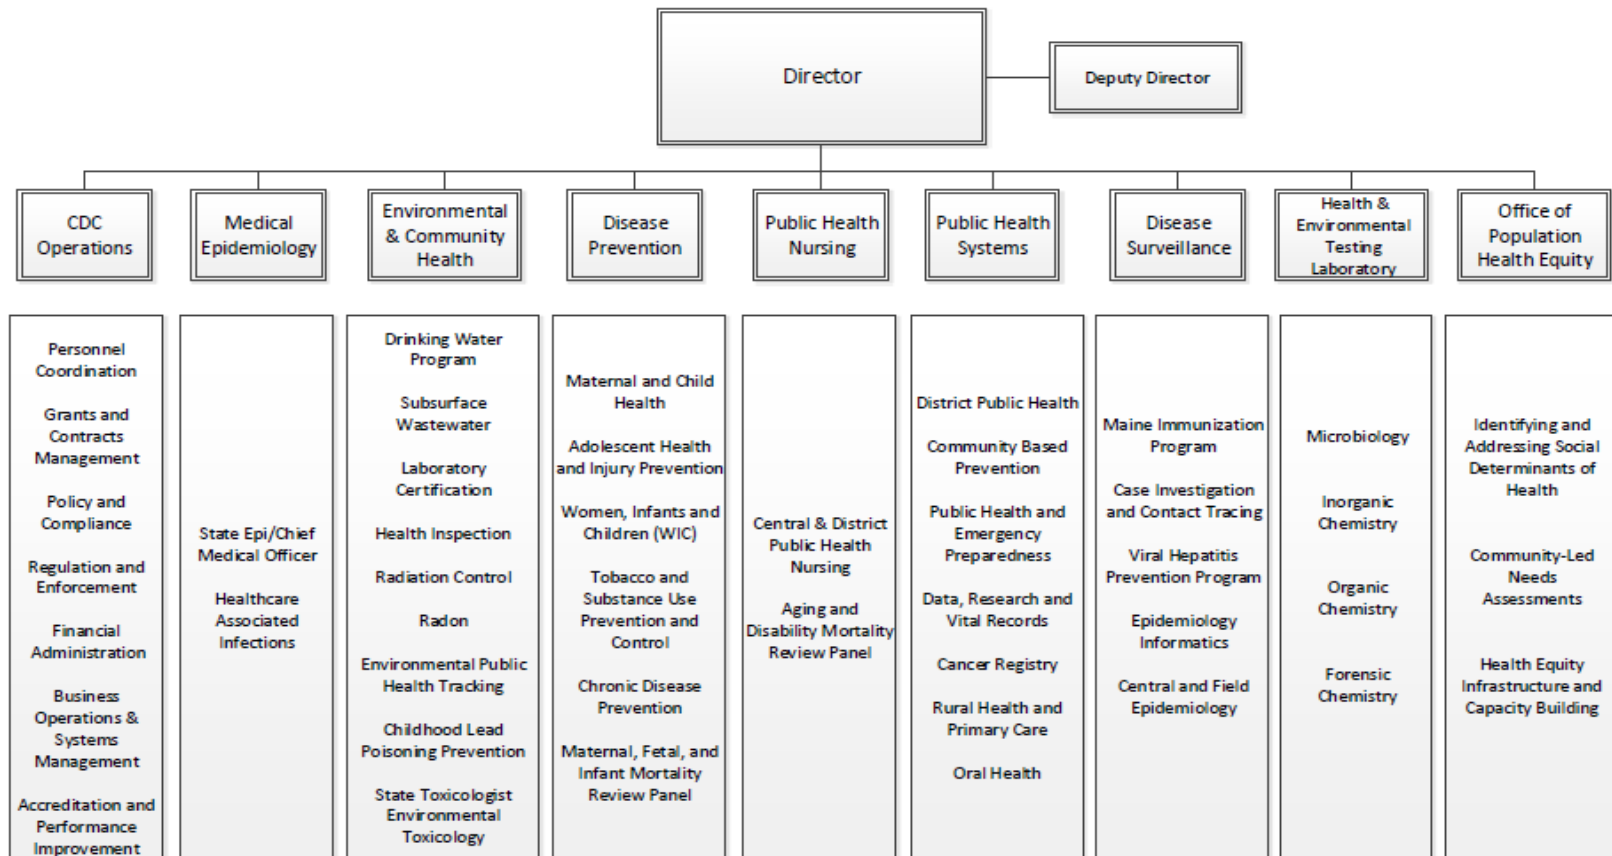 Director
Deputy Director
CDC
Operations
Medical
Epidemiology
Environmental
& Community
Health
Disease
Prevention
Public Health
Nursing
Public Health
Systems
Disease
Surveillance
Health &
Environmental
Testing
Laboratory
Office of
Population
Health Equity
Personnel
Coordination
Grants and
Contracts
Management
Policy and
Compliance
Regulation and
Enforcement
Financial
Administration
Business
Operations &
Systems
Management
Accreditation and
Performance
Improvement
State Epi/Chief
Medical Officer
Healthcare
Associated
Infections
Drinking Water
Program
Subsurface
Wastewater
Laboratory
Certification
Health Inspection
Radiation Control
Radon
Environmental Public
Health Tracking
Childhood Lead
Poisoning Prevention
State Toxicologist
Environmental
Toxicology
Maternal and Child
Health
Adolescent Health
and Injury Prevention
Women, Infants and
Children (WIC)
Tobacco and
Substance Use
Prevention and
Control
Chronic Disease
Prevention
Maternal, Fetal, and
Infant Mortality
Review Panel
Central & District
Public Health
Nursing
Aging and
Disability Mortality
Review Panel
District Public Health
Community Based
Prevention
Public Health and
Emergency
Preparedness
Data, Research and
Vital Records
Cancer Registry
Rural Health and
Primary Care
Oral Health
Maine Immunization
Program
Case Investigation
and Contact Tracing
Viral Hepatitis
Prevention Program
Epidemiology
Informatics
Central and Field
Epidemiology
Microbiology
Inorganic
Chemistry
Organic
Chemistry
Forensic
Chemistry
Identifying and
Addressing Social
Determinants of
Health
Community-Led
Needs
Assessments
Health Equity
Infrastructure and
Capacity Building